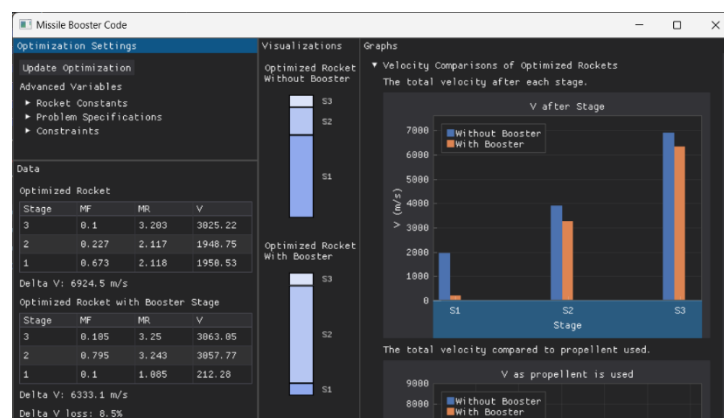 Missile Booster Code
Optimization Settings
Update Optimization
Advanced Variables
Rocket Constants
Problem Specifications
Constraints
Data
Optimized Rocket
Stage MF MR V
3 0.1 3.203 3025.22
2 0.227 2.117 1948.75
1 0.673 2.118 1950.53
Delta V: 6924.5 m/s
Optimized Rocket with Booster Stage
Stage MF MR V
3 0.105 3.25 3063.05
2 0.795 3.243 3057.77
1 0.1 1.085 212.28
Delta V: 6333.1 m/s
Delta V loss: 8.5%
Visualizations
Optimized Rocket
Without Booster
S3
S2
S1
Optimized Rocket
With Booster
S3
S2
S1
Graphs
Velocity Comparisons of Optimized Rockets
The total velocity after each stage.
V after Stage
Without Booster
With Booster
7000
6000
5000
4000
3000
2000
1000
0
V (m/s)
S1 S2 S3
Stage
The total velocity compared to propellent used.
V as propellent is used
9000
8000
Without Booster
With Booster